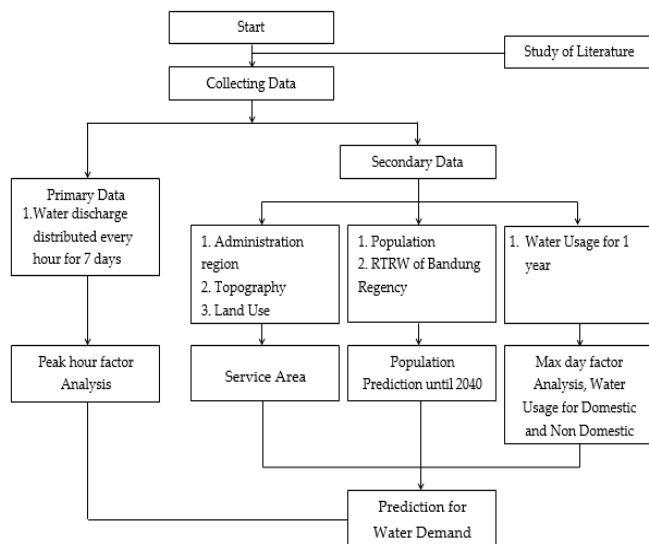 Start
Study of Literature
Collecting Data
Secondary Data
Primary Data
1.Water discharge
distributed every
hour for 7 days
1. Administration
region
2. Topography
3. Land Use
1. Population
2. RTRW of Bandung
Regency
1. Water Usage for 1
year
Peak hour factor
Analysis
Service Area
Population
Prediction until 2040
Max day factor
Analysis, Water
Usage for Domestic
and Non Domestic
Prediction for
Water Demand